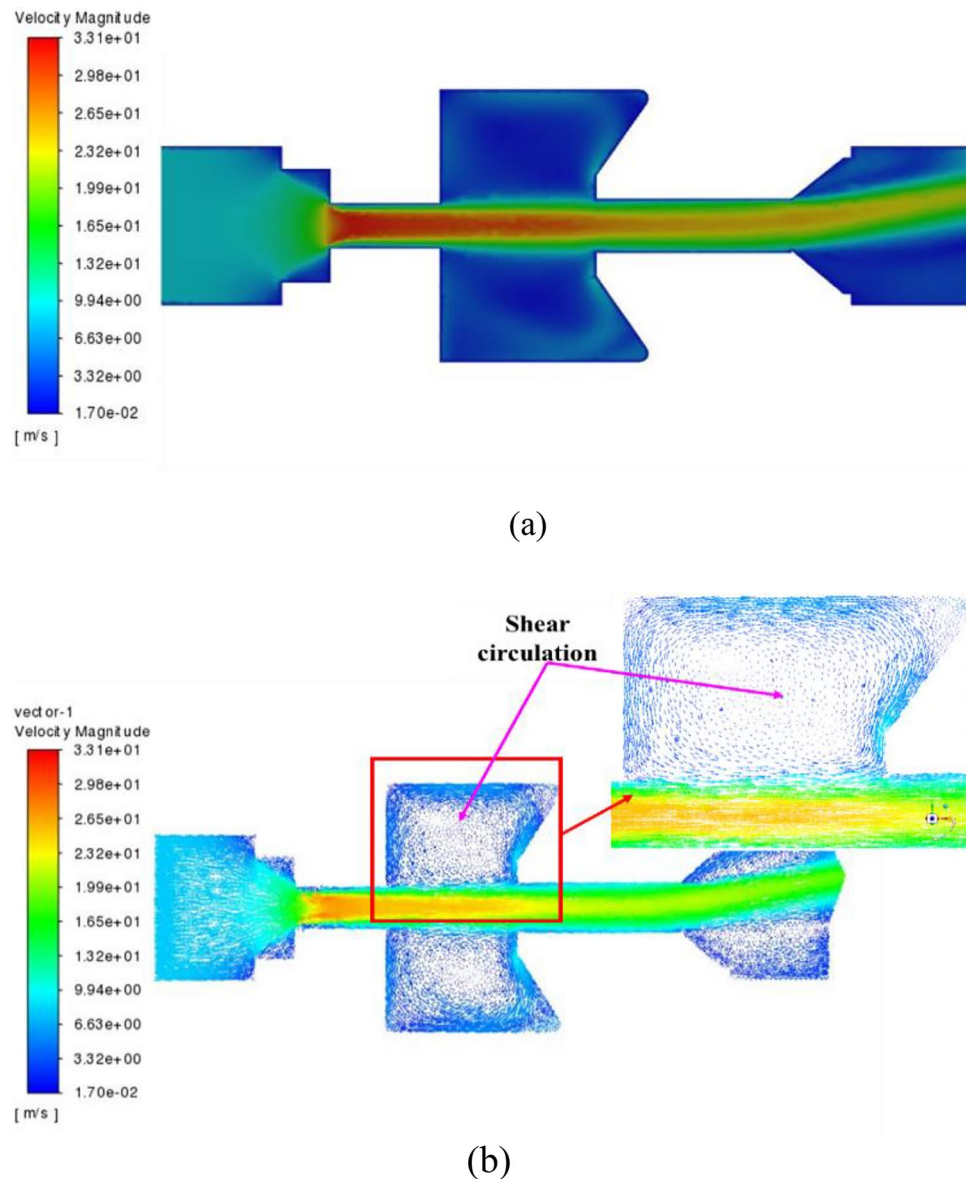 Velocity Magnitude
3.31e+01
2.98e+01
2.65e+01
2.32e+01
1.99e+01
1.65e+01
1.32e+01
9.94e+00
6.63e+00
3.32e+00
1.70e-02
[ m/s ]
(a)
Shear
circulation
vector-1
Velocity Magnitude
3.31e+01
2.98e+01
2.65e+01
2.32e+01
1.99e+01
1.65e+01
1.32e+01
9.94e+00
6.63e+00
3.32e+00
1.70e-02
[ m/s ]
(b)